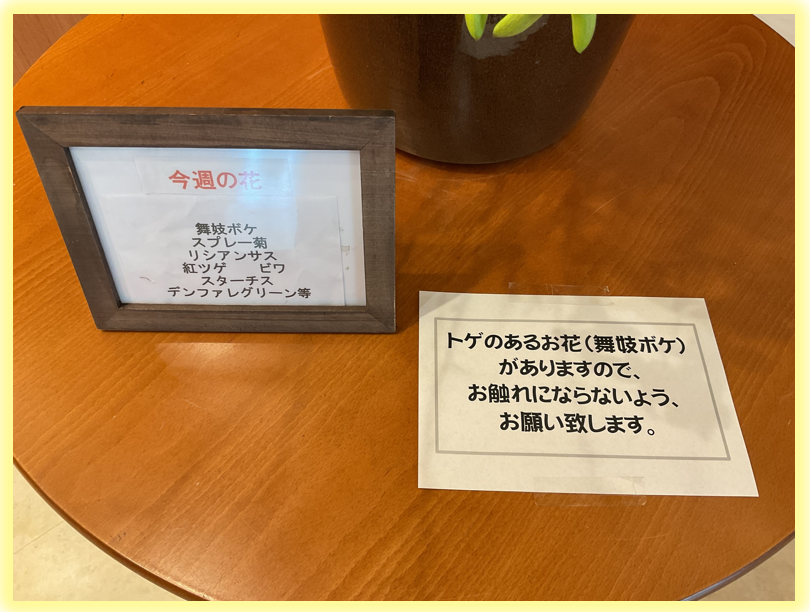 今週の花
舞妓ボケ
スプレー菊
リシアンサス
紅ツゲ　　ビワ
スターチス
デンファレグリーン等
トゲのあるお花(舞妓ボケ)
がありますので、
お触れにならないよう、
お願い致します。